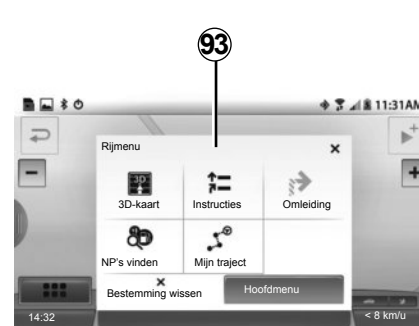 93
11:31AM
Rijmenu
3D
3D-kaart Instructies Omleiding
NP's vinden Mijn traject
Bestemming wissen Hoofdmenu
14:32 < 8 km/u